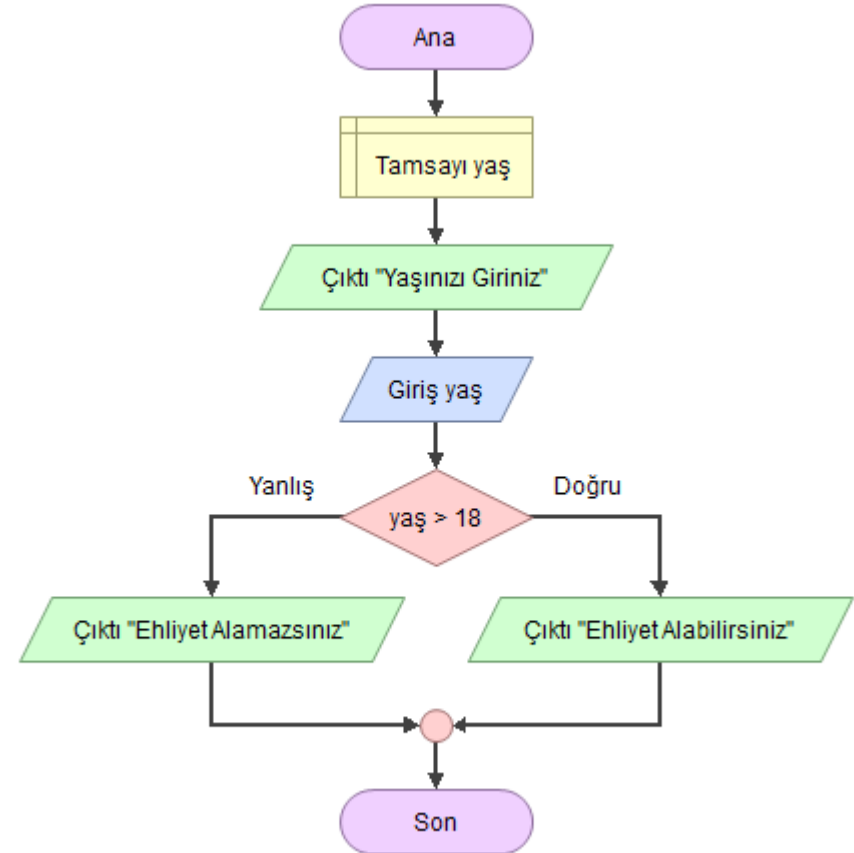 Ana
Tamsayı yaş
Çıktı "Yaşınızı Giriniz"
Giriş yaş
Yanlış
Doğru
yaş > 18
Çıktı "Ehliyet Alamazsınız"
Çıktı "Ehliyet Alabilirsiniz"
Son